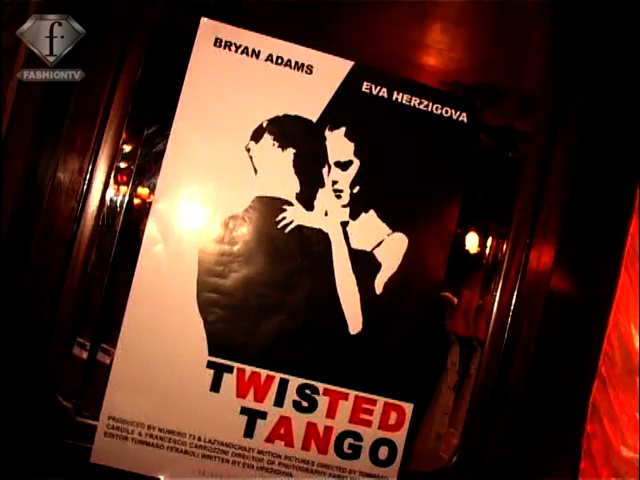 f
FASHIONTV
BRYAN ADAMS
EVA HERZIGOVA
TWISTED
TANGO
PRODUCED BY NUMERO 73 & LAZYANDCRAZY MOTION PICTURES DIRECTED BY TOMMASO
CARDILE & FRANCESCO CARROZZINI DIRECTOR OF PHOTOGRAPHY
EDITOR TOMMASO FERABOLI WRITTEN BY EVA HERZIGOVA